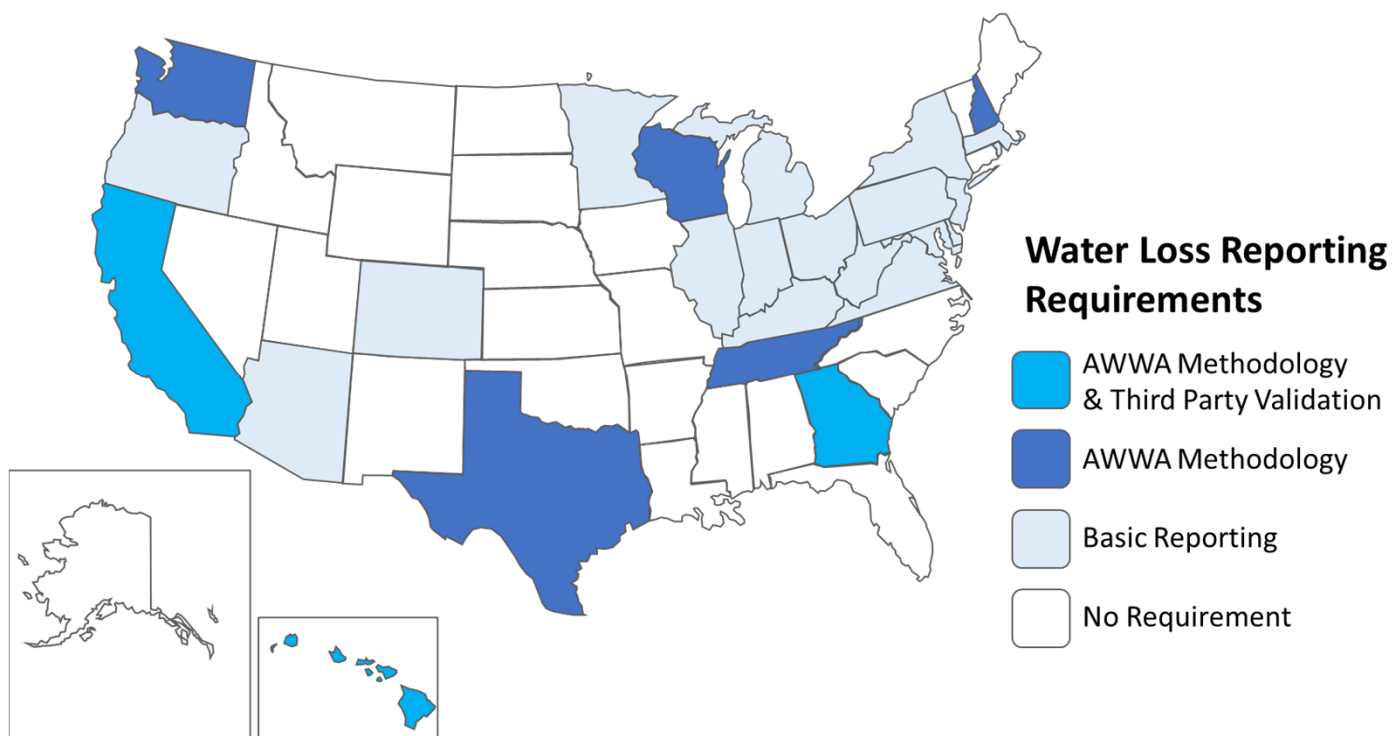 Water Loss Reporting
Requirements
AWWA Methodology
& Third Party Validation
AWWA Methodology
Basic Reporting
No Requirement